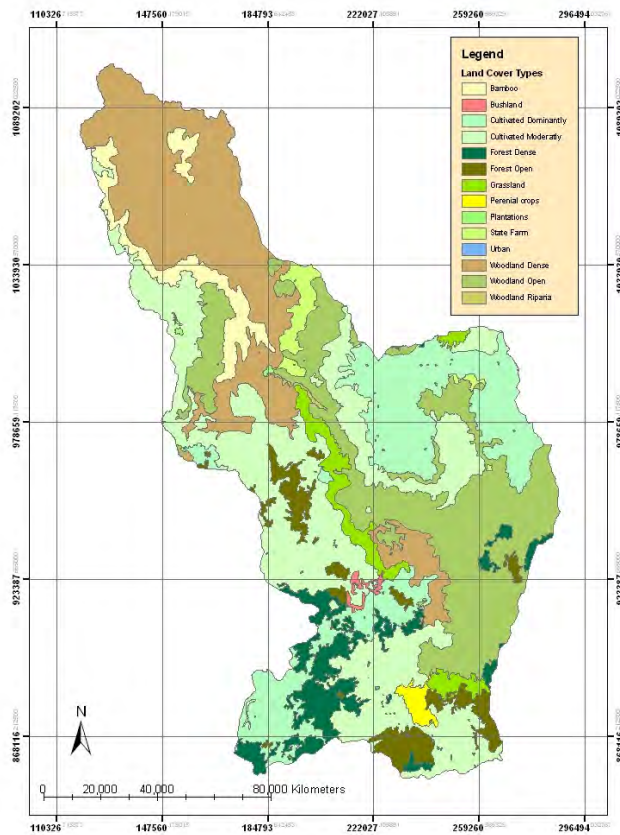 110326 147560 184793 222027 259260 296494
Legend
Land Cover Types
Bamboo
Bushland
Cultivated Dominantly
Cultivated Moderatly
Forest Dense
Forest Open
Grassland
Perenial crops
Plantations
State Farm
Urban
Woodland Dense
Woodland Open
Woodland Riparia
1089202
1033930
978659 978659
923387 923387
868116
N
0 20,000 40,000 80,000 Kilometers
110326 147560 184793 222027 259260 296494